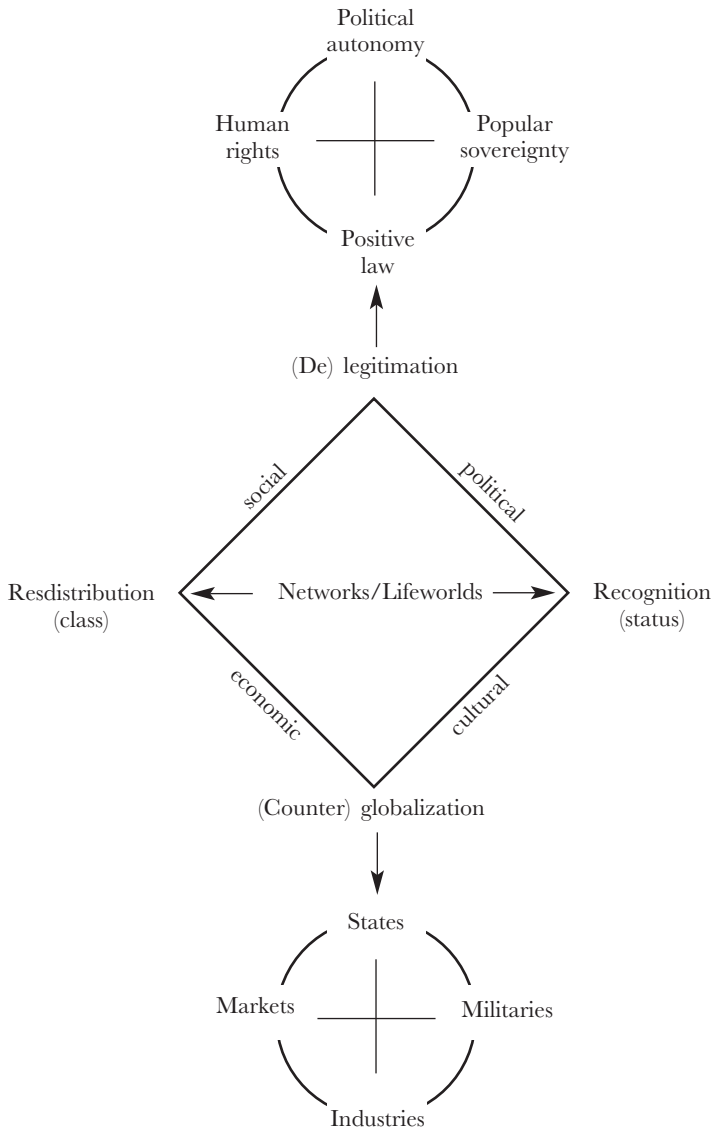 Political
autonomy
Human
rights
Popular
sovereignty
Positive
law
(De) legitimation
social
political
Resdistribution
(class)
Networks/Lifeworlds
Recognition
(status)
economic
cultural
(Counter) globalization
States
Markets
Militaries
Industries